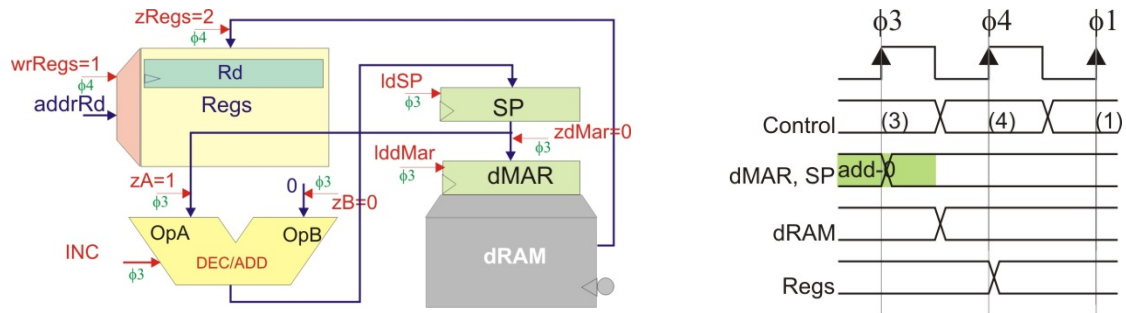 zRegs=2
ϕ4
wrRegs=1
ϕ4
addrRd
Rd
Regs
ldSP
ϕ3
SP
zdMar=0
ϕ3
lddMar
ϕ3
dMAR
zA=1
ϕ3
0
ϕ3
zB=0
OpA
OpB
INC
ϕ3
DEC/ADD
dRAM
ϕ3
ϕ4
ϕ1
Control
(3)
(4)
(1)
dMAR, SP
add-0
dRAM
Regs